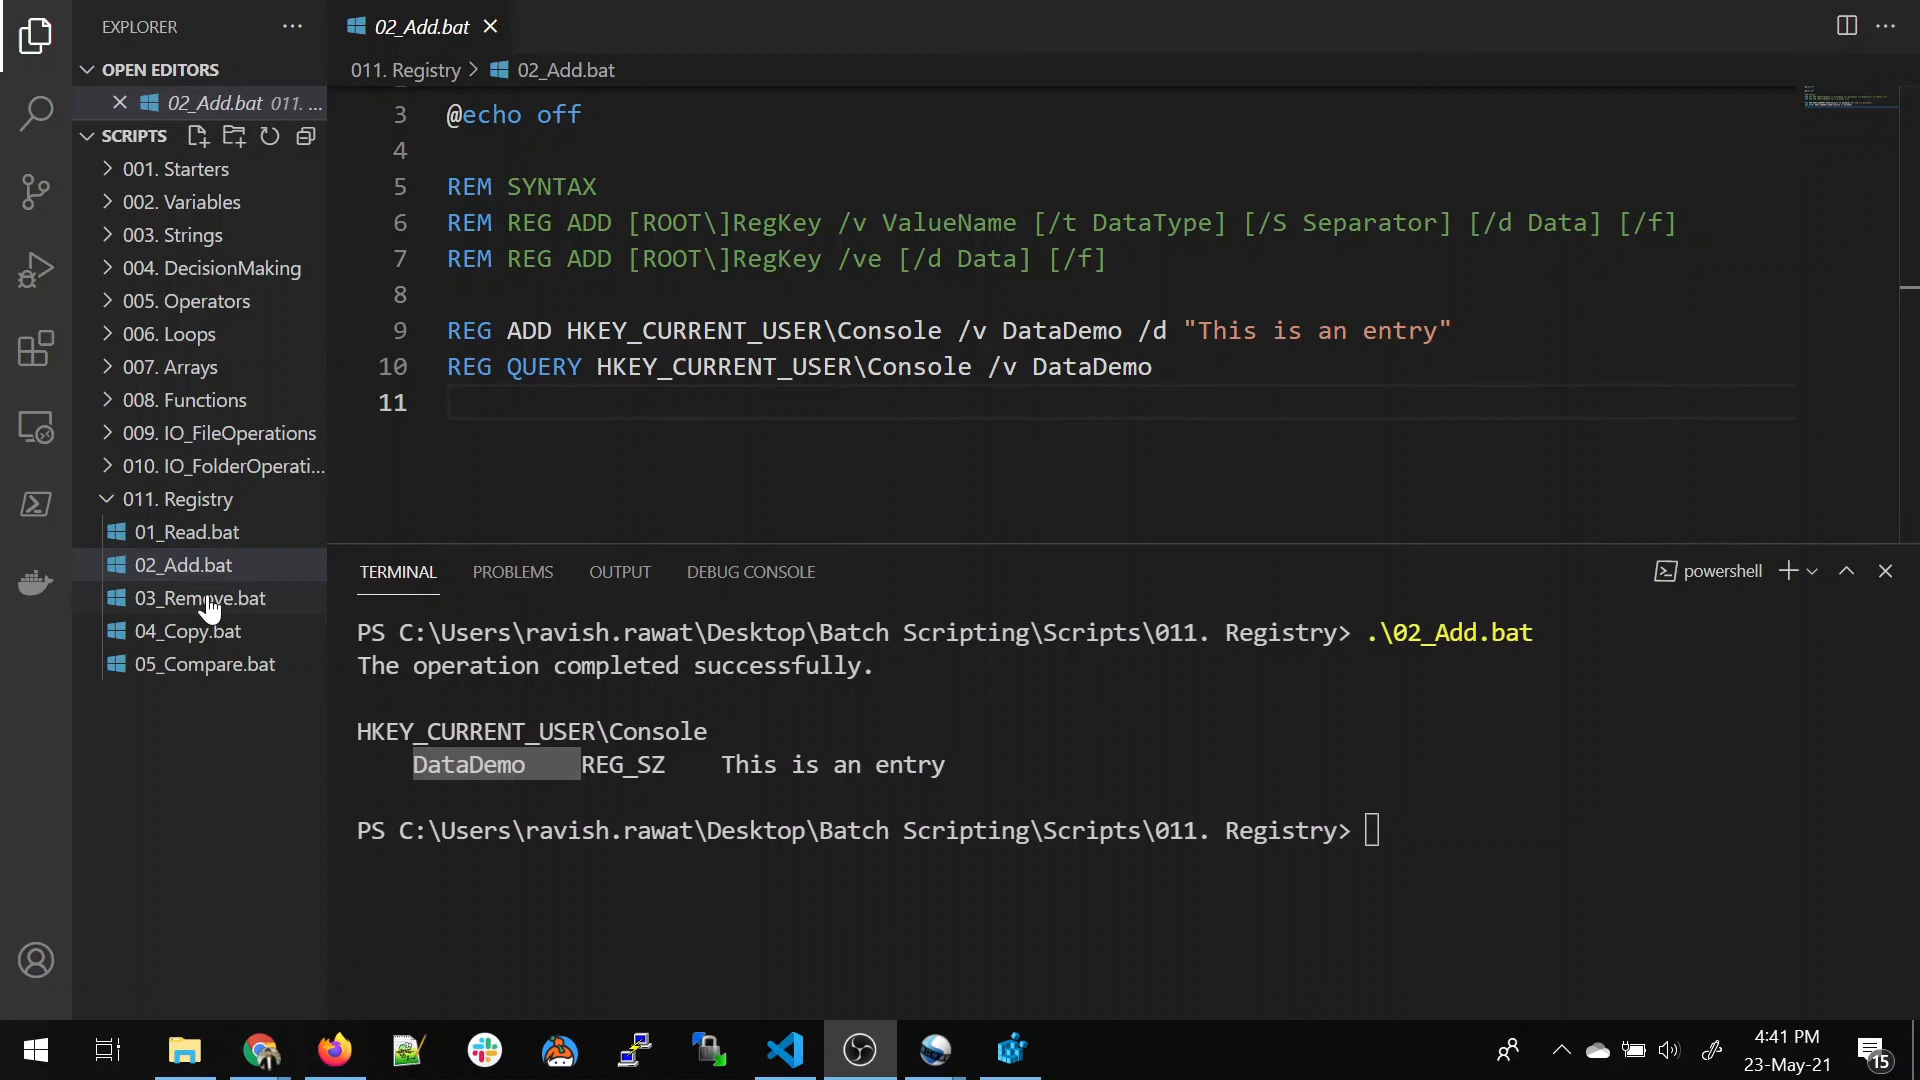 EXPLORER
OPEN EDITORS
02_Add.bat 011. ...
SCRIPTS
001. Starters
002. Variables
003. Strings
004. DecisionMaking
005. Operators
006. Loops
007. Arrays
008. Functions
009. IO_FileOperations
010. IO_FolderOperati...
011. Registry
01_Read.bat
02_Add.bat
03_Remove.bat
04_Copy.bat
05_Compare.bat
02_Add.bat
011. Registry > 02_Add.bat
3 @echo off
4
5 REM SYNTAX
6 REM REG ADD [ROOT\]RegKey /v ValueName [/t DataType] [/S Separator] [/d Data] [/f]
7 REM REG ADD [ROOT\]RegKey /ve [/d Data] [/f]
8
9 REG ADD HKEY_CURRENT_USER\Console /v DataDemo /d "This is an entry"
10 REG QUERY HKEY_CURRENT_USER\Console /v DataDemo
11
TERMINAL PROBLEMS OUTPUT DEBUG CONSOLE powershell
PS C:\Users\ravish.rawat\Desktop\Batch Scripting\Scripts\011. Registry> .\02_Add.bat
The operation completed successfully.
HKEY_CURRENT_USER\Console
DataDemo REG_SZ This is an entry
PS C:\Users\ravish.rawat\Desktop\Batch Scripting\Scripts\011. Registry>
4:41 PM
23-May-21
15